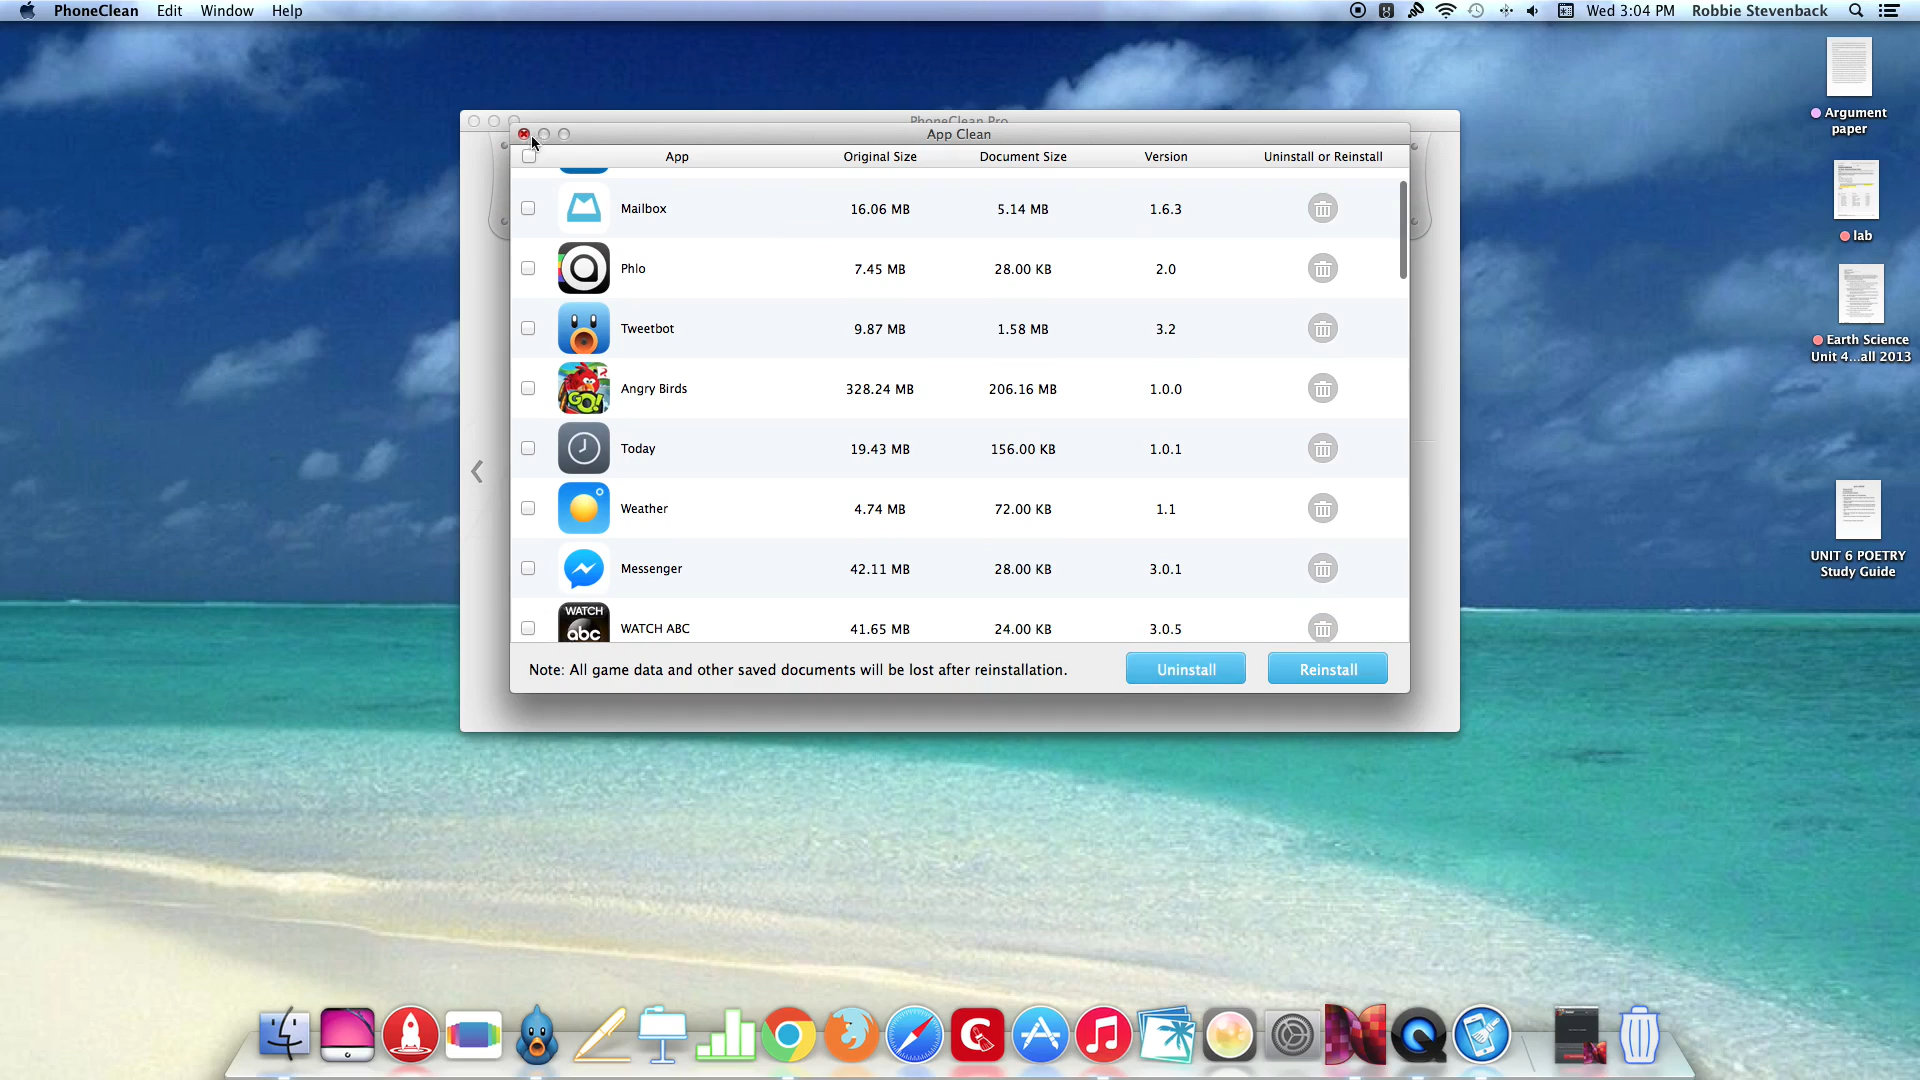 PhoneClean Edit Window Help
Wed 3:04 PM Robbie Stevenback
PhoneClean Pro
App Clean
App Original Size Document Size Version Uninstall or Reinstall
Mailbox 16.06 MB 5.14 MB 1.6.3
Phlo 7.45 MB 28.00 KB 2.0
Tweetbot 9.87 MB 1.58 MB 3.2
GO!
Angry Birds 328.24 MB 206.16 MB 1.0.0
Today 19.43 MB 156.00 KB 1.0.1
Weather 4.74 MB 72.00 KB 1.1
Messenger 42.11 MB 28.00 KB 3.0.1
WATCH
abc
WATCH ABC 41.65 MB 24.00 KB 3.0.5
Note: All game data and other saved documents will be lost after reinstallation.
Uninstall Reinstall
Argument
paper
lab
Earth Science
Unit 4...all 2013
UNIT 6 POETRY
Study Guide